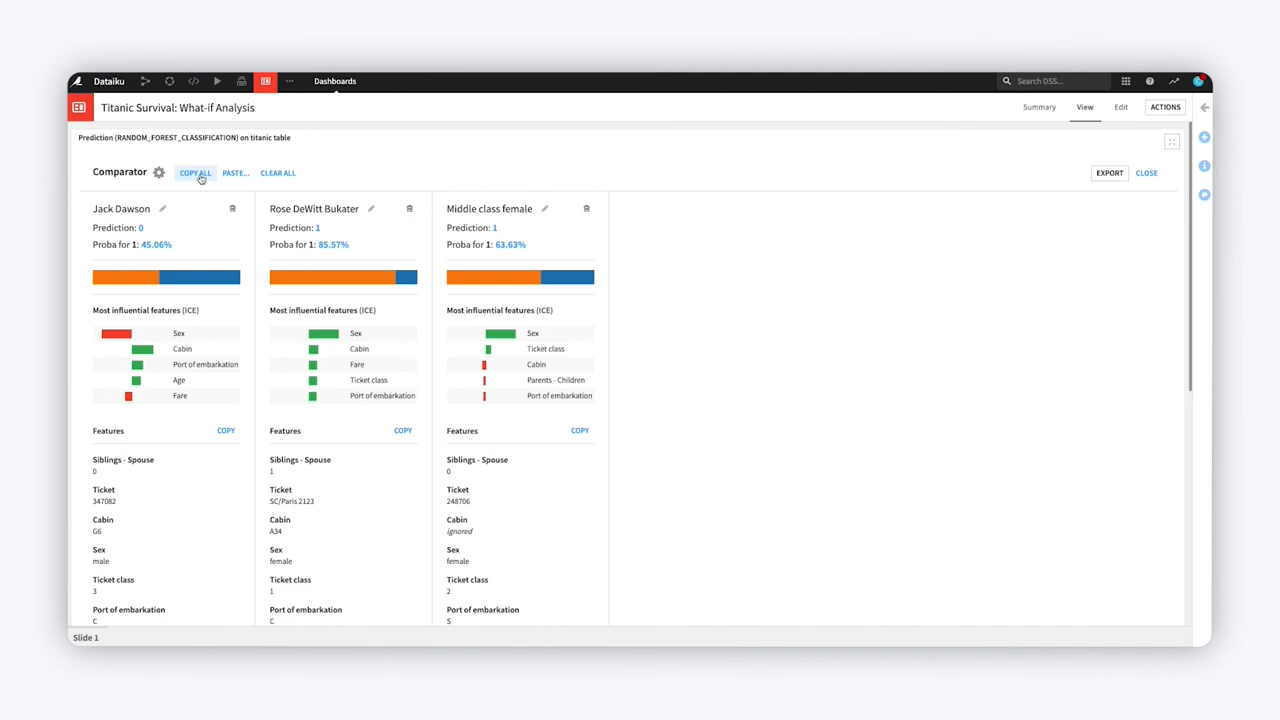 Dataiku
Dashboards
Search DSS...
Titanic Survival: What-if Analysis
Summary
View
Edit
ACTIONS
Prediction (RANDOM_FOREST_CLASSIFICATION) on titanic table
Comparator
COPY ALL
PASTE...
CLEAR ALL
EXPORT
CLOSE
Jack Dawson
Prediction: 0
Proba for 1: 45.06%
Most influential features (ICE)
Sex
Cabin
Port of embarkation
Age
Fare
Features
COPY
Siblings - Spouse
0
Ticket
347082
Cabin
G6
Sex
male
Ticket class
3
Port of embarkation
C
Rose DeWitt Bukater
Prediction: 1
Proba for 1: 85.57%
Most influential features (ICE)
Sex
Cabin
Fare
Ticket class
Port of embarkation
Features
COPY
Siblings - Spouse
1
Ticket
SC/Paris 2123
Cabin
A34
Sex
female
Ticket class
1
Port of embarkation
C
Middle class female
Prediction: 1
Proba for 1: 63.63%
Most influential features (ICE)
Sex
Ticket class
Cabin
Parents - Children
Port of embarkation
Features
COPY
Siblings - Spouse
0
Ticket
248706
Cabin
ignored
Sex
female
Ticket class
2
Port of embarkation
S
Slide 1